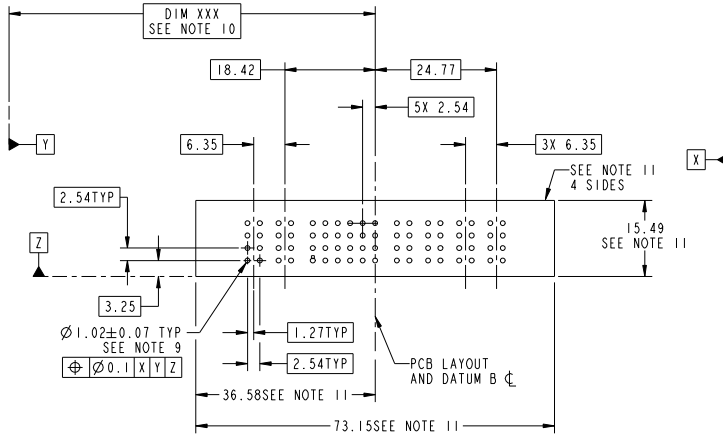 DIM XXX
SEE NOTE 10
18.42
24.77
5X 2.54
Y
6.35
3X 6.35
X
SEE NOTE 11
4 SIDES
2.54TYP
15.49
SEE NOTE 11
Z
3.25
Ø1.02±0.07 TYP
SEE NOTE 9
⌖ Ø0.1 X Y Z
1.27TYP
2.54TYP
PCB LAYOUT
AND DATUM B ℄
36.58SEE NOTE 11
73.15SEE NOTE 11